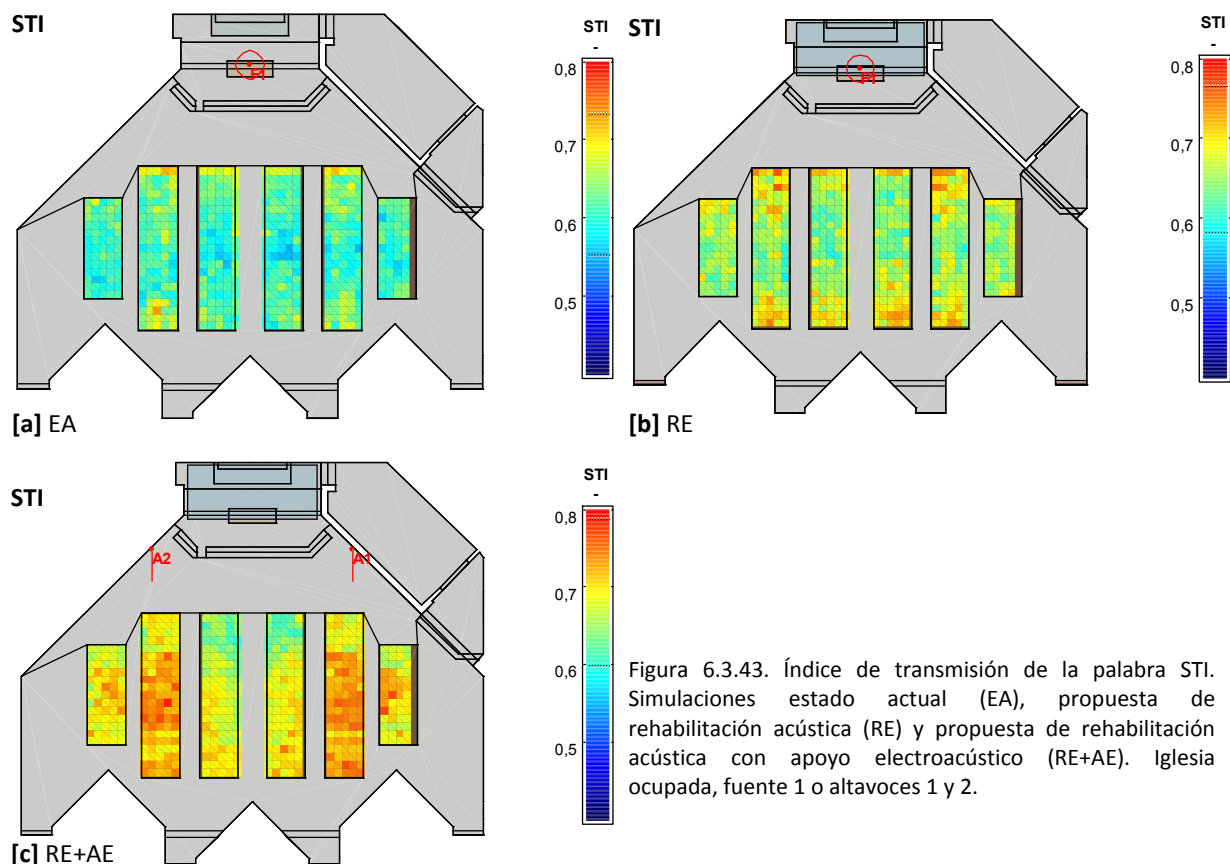 STI
F1
STI
-
0,8
0,7
0,6
0,5
[a] EA
STI
F1
STI
-
0,8
0,7
0,6
0,5
[b] RE
STI
A2
A1
STI
-
0,8
0,7
0,6
0,5
[c] RE+AE
Figura 6.3.43. Índice de transmisión de la palabra STI.
Simulaciones estado actual (EA), propuesta de
rehabilitación acústica (RE) y propuesta de rehabilitación
acústica con apoyo electroacústico (RE+AE). Iglesia
ocupada, fuente 1 o altavoces 1 y 2.